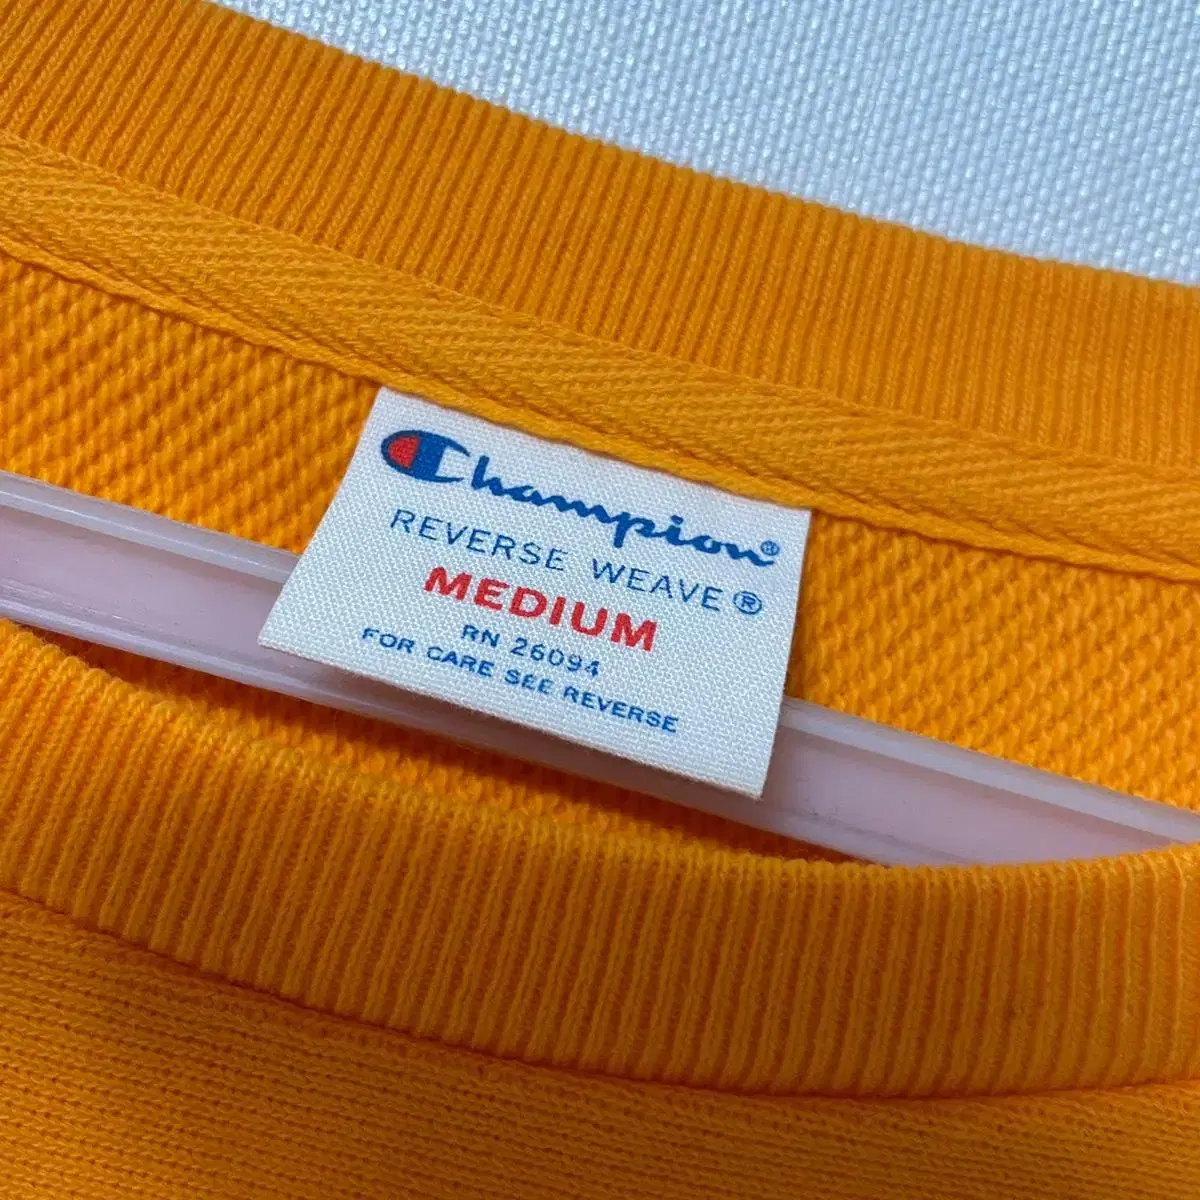 Champion®
REVERSE WEAVE®
MEDIUM
RN 26094
FOR CARE SEE REVERSE